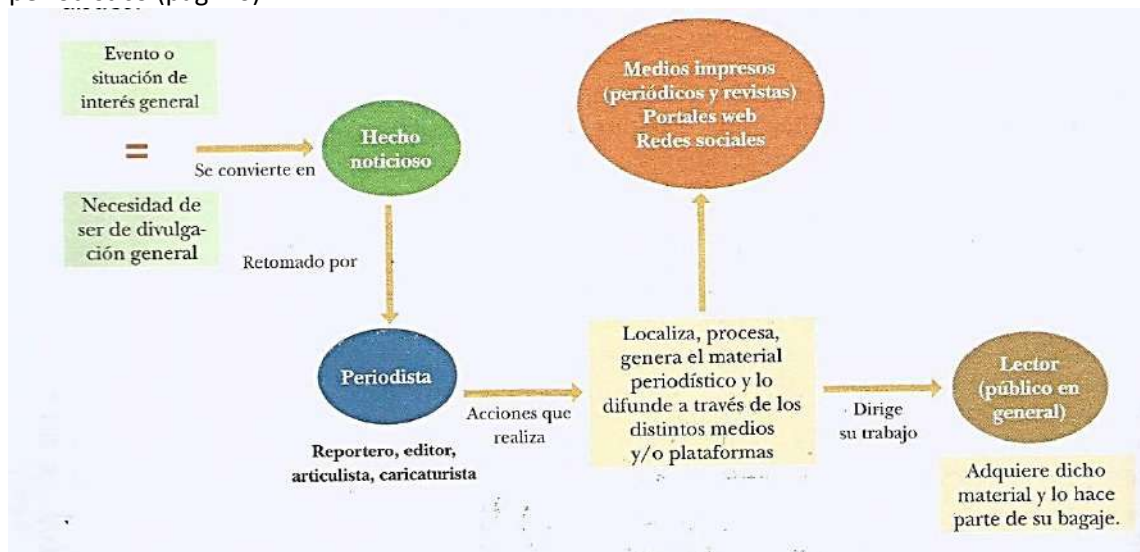 Evento o
situación de
interés general
=
Necesidad de
ser de divulga-
ción general
Se convierte en
Hecho
noticioso
Retomado por
Periodista
Reportero, editor,
articulista, caricaturista
Acciones que
realiza
Localiza, procesa,
genera el material
periodístico y lo
difunde a través de los
distintos medios
y/o plataformas
Medios impresos
(periódicos y revistas)
Portales web
Redes sociales
Dirige
su trabajo
Lector
(público en
general)
Adquiere dicho
material y lo hace
parte de su bagaje.